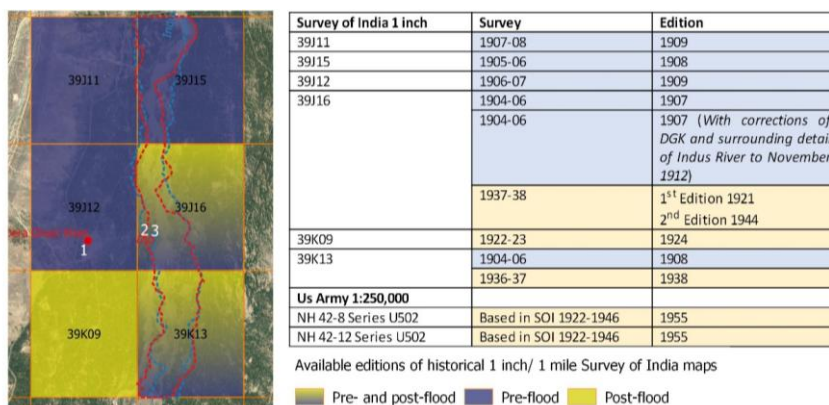 39J11
39J15
39J12
39J16
1
2 3
39K09
39K13
Survey of India 1 inch Survey Edition
39J11 1907-08 1909
39J15 1905-06 1908
39J12 1906-07 1909
39J16 1904-06 1907
1904-06 1907 (With corrections of
DGK and surrounding detail
of Indus River to November
1912)
1937-38 1st Edition 1921
2nd Edition 1944
39K09 1922-23 1924
39K13 1904-06 1908
1936-37 1938
Us Army 1:250,000
NH 42-8 Series U502 Based in SOI 1922-1946 1955
NH 42-12 Series U502 Based in SOI 1922-1946 1955
Available editions of historical 1 inch/ 1 mile Survey of India maps
Pre- and post-flood Pre-flood Post-flood